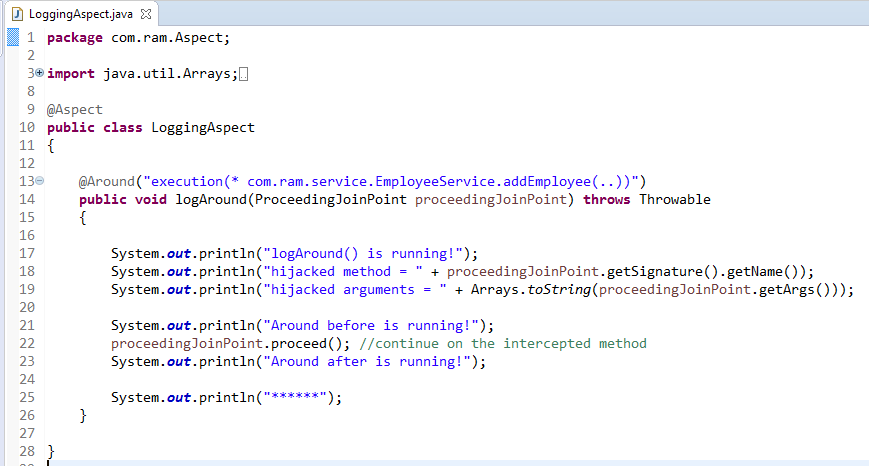 LoggingAspect.java
1 package com.ram.Aspect;
2
3 import java.util.Arrays;
8
9 @Aspect
10 public class LoggingAspect
11 {
12
13 @Around("execution(* com.ram.service.EmployeeService.addEmployee(..))")
14 public void logAround(ProceedingJoinPoint proceedingJoinPoint) throws Throwable
15 {
16
17 System.out.println("logAround() is running!");
18 System.out.println("hijacked method = " + proceedingJoinPoint.getSignature().getName());
19 System.out.println("hijacked arguments = " + Arrays.toString(proceedingJoinPoint.getArgs()));
20
21 System.out.println("Around before is running!");
22 proceedingJoinPoint.proceed(); //continue on the intercepted method
23 System.out.println("Around after is running!");
24
25 System.out.println("******");
26 }
27
28 }